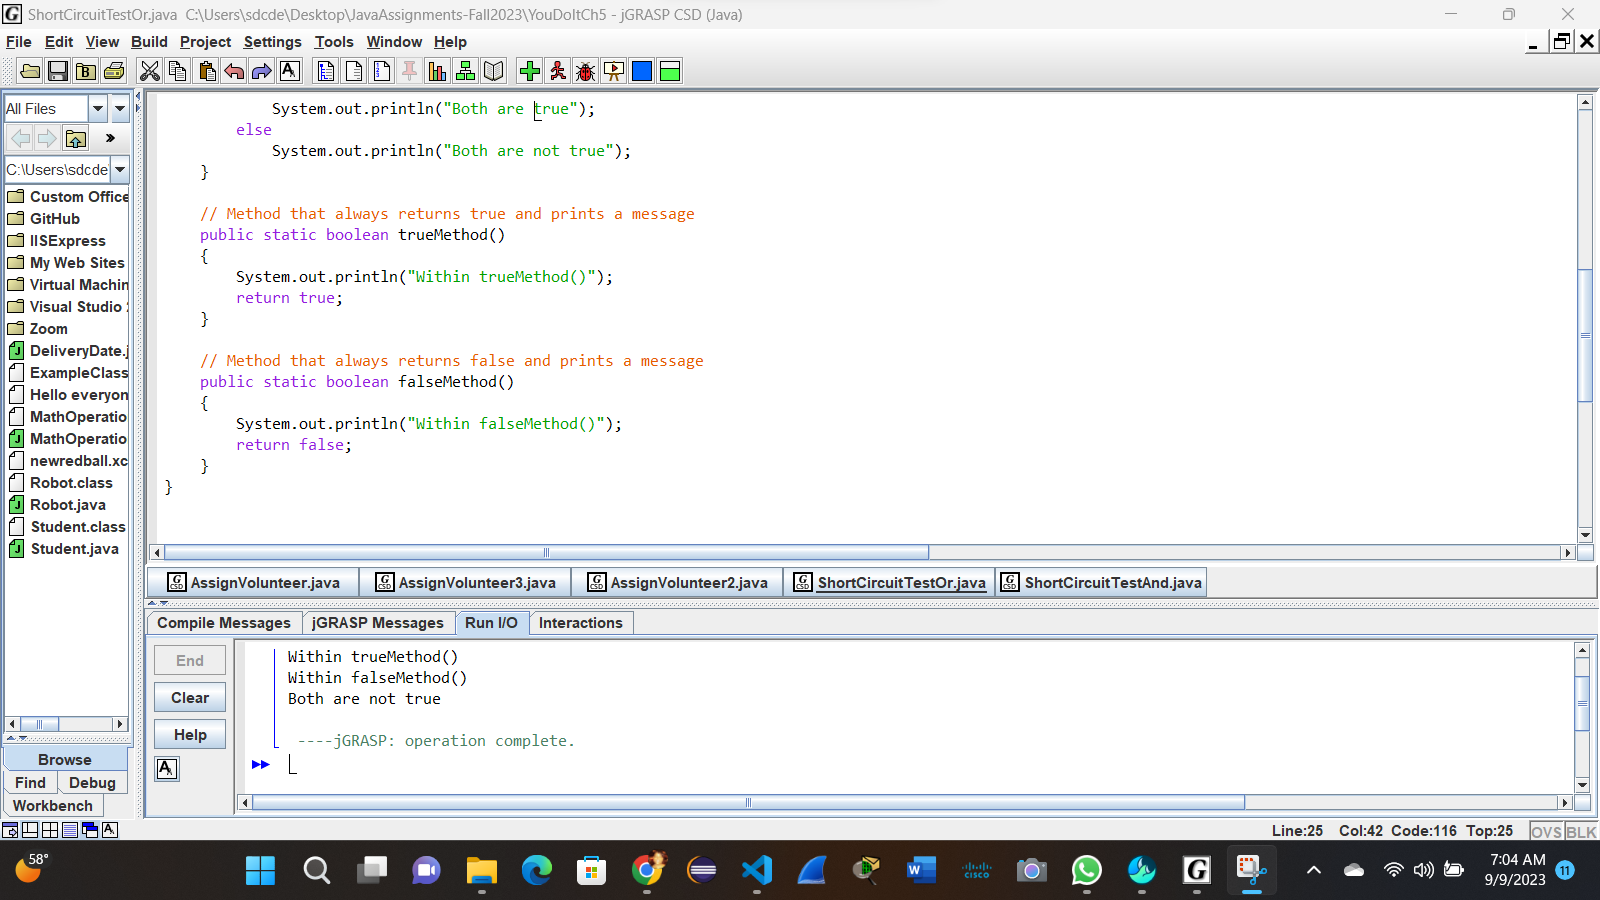 ShortCircuitTestOr.java C:\Users\sdcde\Desktop\JavaAssignments-Fall2023\YouDoItCh5 - jGRASP CSD (Java)
File Edit View Build Project Settings Tools Window Help
All Files
C:\Users\sdcde
Custom Office
GitHub
IISExpress
My Web Sites
Virtual Machin
Visual Studio
Zoom
DeliveryDate.j
ExampleClass
Hello everyon
MathOperatio
MathOperatio
newredball.xc
Robot.class
Robot.java
Student.class
Student.java
Browse
Find Debug
Workbench
System.out.println("Both are true");
else
System.out.println("Both are not true");
}
// Method that always returns true and prints a message
public static boolean trueMethod()
{
System.out.println("Within trueMethod()");
return true;
}
// Method that always returns false and prints a message
public static boolean falseMethod()
{
System.out.println("Within falseMethod()");
return false;
}
}
AssignVolunteer.java AssignVolunteer3.java AssignVolunteer2.java ShortCircuitTestOr.java ShortCircuitTestAnd.java
Compile Messages jGRASP Messages Run I/O Interactions
End
Clear
Help
Within trueMethod()
Within falseMethod()
Both are not true
----jGRASP: operation complete.
Line:25 Col:42 Code:116 Top:25 OVS BLK
58°
7:04 AM
9/9/2023
11